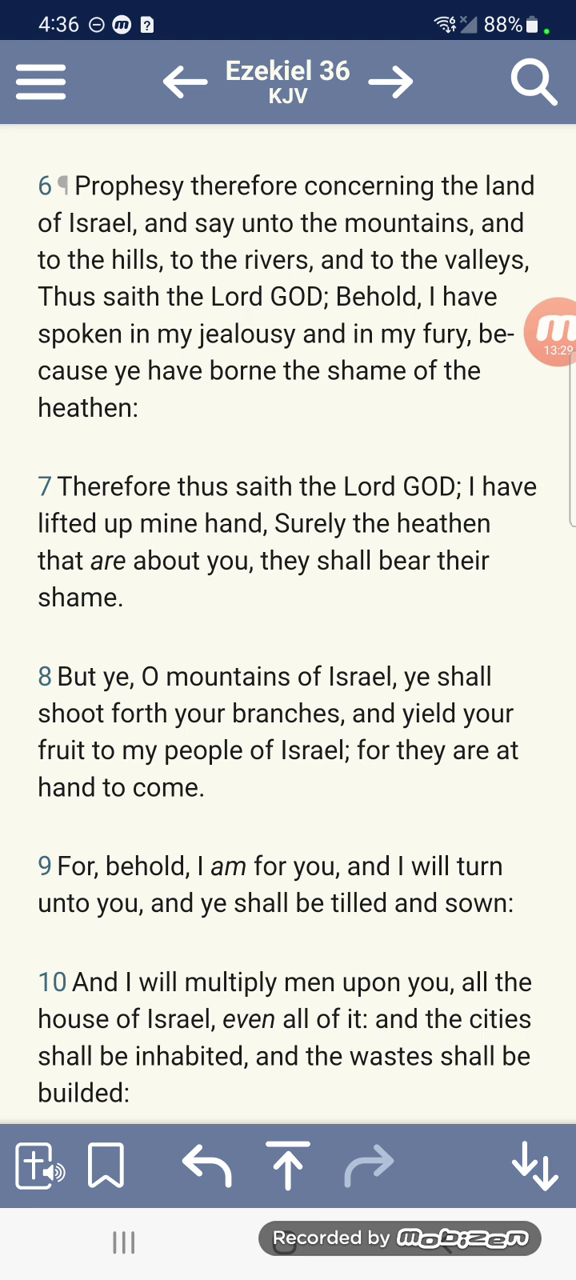 4:36 88%
Ezekiel 36
KJV
6 ¶ Prophesy therefore concerning the land
of Israel, and say unto the mountains, and
to the hills, to the rivers, and to the valleys,
Thus saith the Lord GOD; Behold, I have
spoken in my jealousy and in my fury, be-
cause ye have borne the shame of the
heathen:
13:29
7 Therefore thus saith the Lord GOD; I have
lifted up mine hand, Surely the heathen
that are about you, they shall bear their
shame.
8 But ye, O mountains of Israel, ye shall
shoot forth your branches, and yield your
fruit to my people of Israel; for they are at
hand to come.
9 For, behold, I am for you, and I will turn
unto you, and ye shall be tilled and sown:
10 And I will multiply men upon you, all the
house of Israel, even all of it: and the cities
shall be inhabited, and the wastes shall be
builded:
Recorded by mobizen